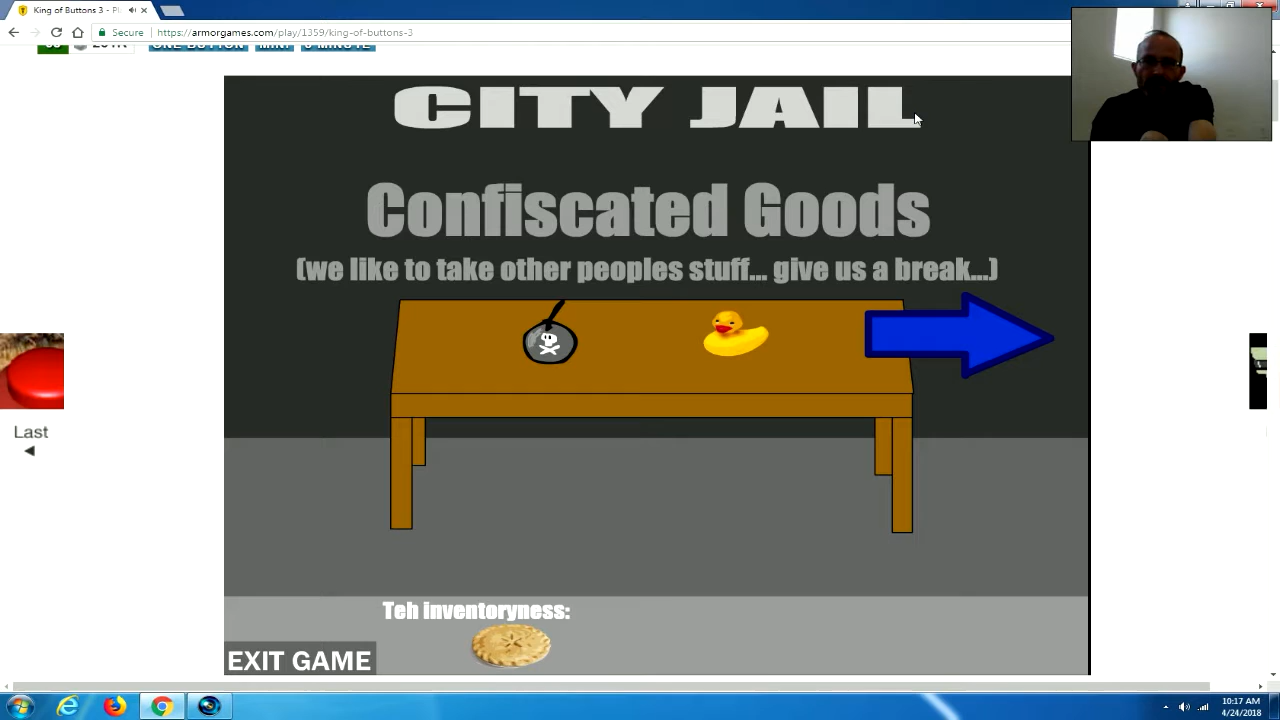 King of Buttons 3 - Pl
Secure
https://armorgames.com/play/1359/king-of-buttons-3
CITY JAIL
Confiscated Goods
(we like to take other peoples stuff... give us a break...)
Last
Teh inventoryness:
EXIT GAME
10:17 AM
4/24/2018